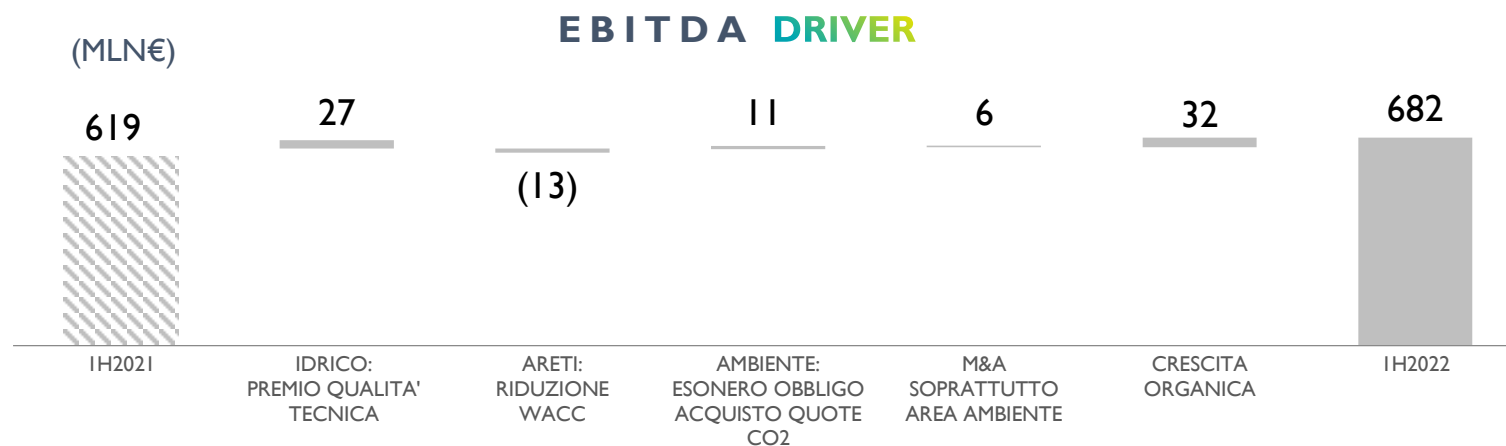 EBITDA DRIVER
(MLN€)
619
27
(13)
11
6
32
682
1H2021
IDRICO:
PREMIO QUALITA'
TECNICA
ARETI:
RIDUZIONE
WACC
AMBIENTE:
ESONERO OBBLIGO
ACQUISTO QUOTE
CO2
M&A
SOPRATTUTTO
AREA AMBIENTE
CRESCITA
ORGANICA
1H2022